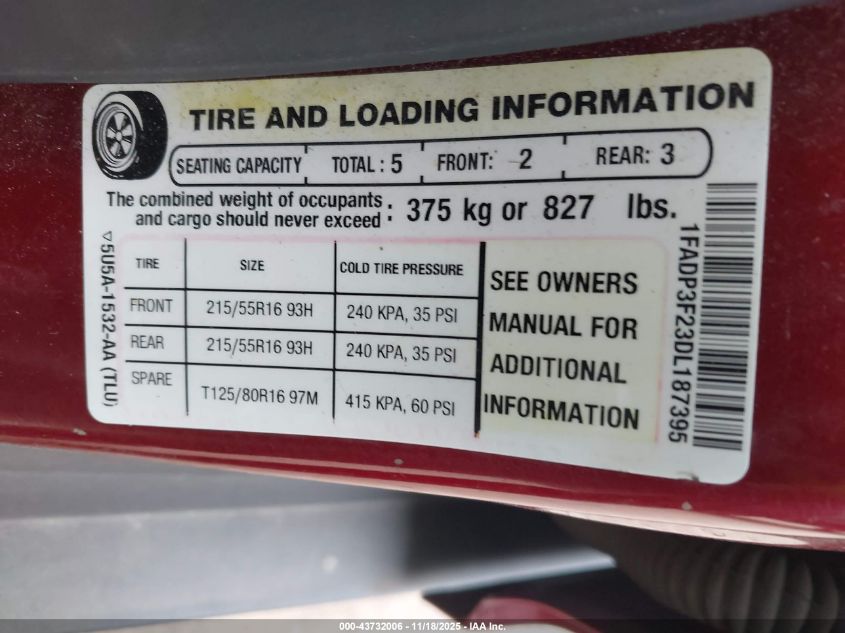 TIRE AND LOADING INFORMATION
SEATING CAPACITY TOTAL : 5 FRONT: 2 REAR: 3
The combined weight of occupants
and cargo should never exceed : 375 kg or 827 lbs.
TIRE SIZE COLD TIRE PRESSURE
FRONT 215/55R16 93H 240 KPA, 35 PSI
REAR 215/55R16 93H 240 KPA, 35 PSI
SPARE T125/80R16 97M 415 KPA, 60 PSI
SEE OWNERS
MANUAL FOR
ADDITIONAL
INFORMATION
5U5A-1532-AA (TLU)
1FADP3F23DL187395
000-43732006 - 11/18/2025 - IAA Inc.